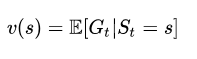 v(s) = 𝔼[G_t|S_t = s]